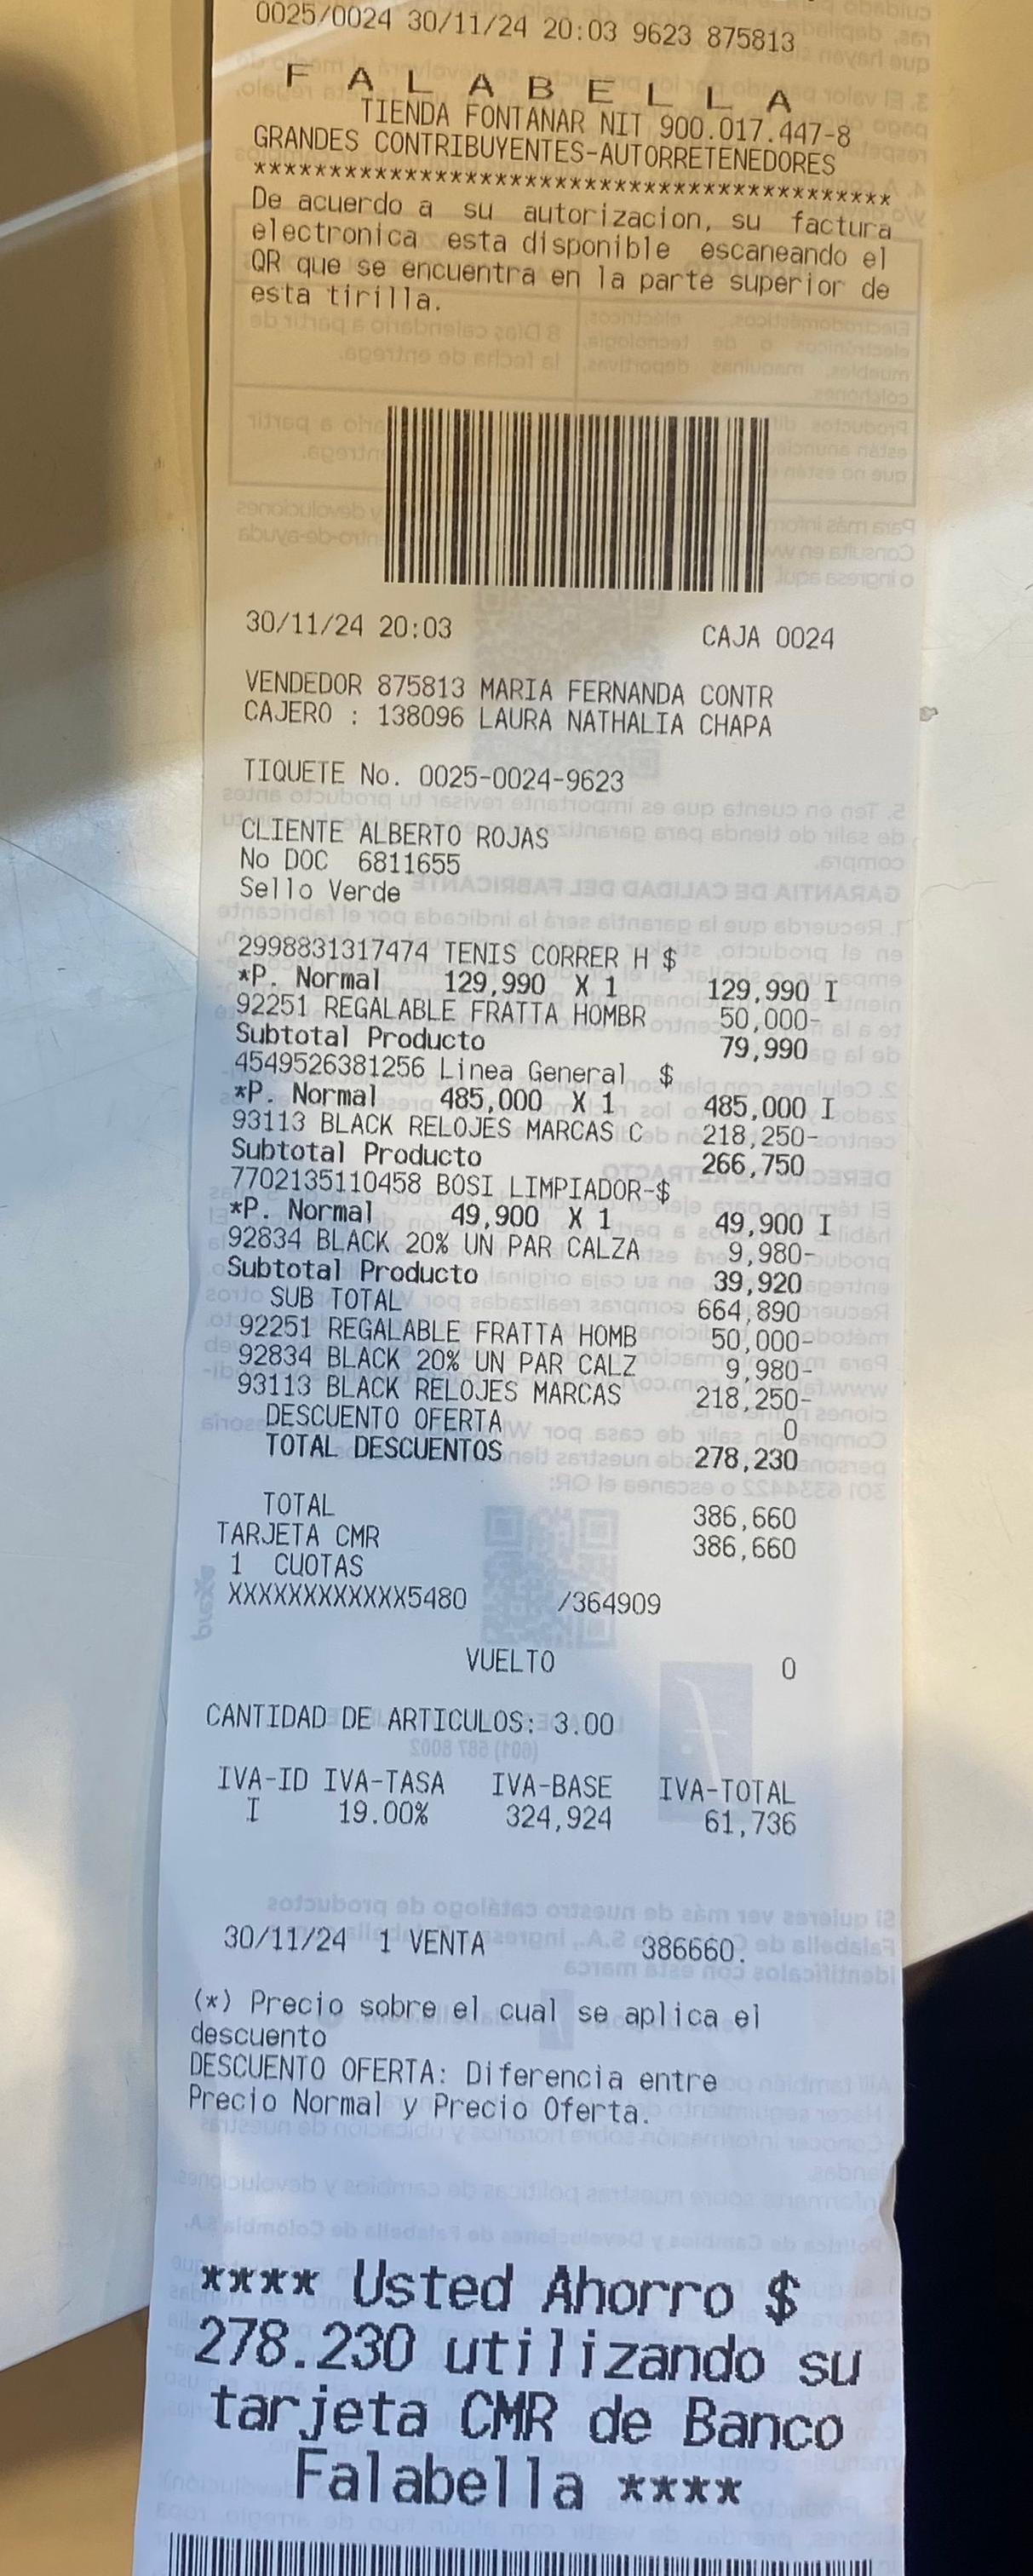 0025/0024 30/11/24 20:03 9623 875813
F A L A B E L L A
TIENDA FONTANAR NIT 900.017.447-8
GRANDES CONTRIBUYENTES-AUTORRETENEDORES
******************************************
De acuerdo a su autorizacion, su factura
electronica esta disponible escaneando el
QR que se encuentra en la parte superior de
esta tirilla.
30/11/24 20:03 CAJA 0024
VENDEDOR 875813 MARIA FERNANDA CONTR
CAJERO : 138096 LAURA NATHALIA CHAPA
TIQUETE No. 0025-0024-9623
CLIENTE ALBERTO ROJAS
No DOC 6811655
Sello Verde
2998831317474 TENIS CORRER H $
*P. Normal 129,990 X 1 129,990 I
92251 REGALABLE FRATTA HOMBR 50,000-
Subtotal Producto 79,990
4549526381256 Linea General $
*P. Normal 485,000 X 1 485,000 I
93113 BLACK RELOJES MARCAS C 218,250-
Subtotal Producto 266,750
7702135110458 BOSI LIMPIADOR-$
*P. Normal 49,900 X 1 49,900 I
92834 BLACK 20% UN PAR CALZA 9,980-
Subtotal Producto 39,920
SUB TOTAL 664,890
92251 REGALABLE FRATTA HOMB 50,000-
92834 BLACK 20% UN PAR CALZ 9,980-
93113 BLACK RELOJES MARCAS 218,250-
DESCUENTO OFERTA 0
TOTAL DESCUENTOS 278,230
TOTAL 386,660
TARJETA CMR 386,660
1 CUOTAS
XXXXXXXXXXXX5480 /364909
VUELTO 0
CANTIDAD DE ARTICULOS: 3.00
IVA-ID IVA-TASA IVA-BASE IVA-TOTAL
I 19.00% 324,924 61,736
30/11/24 1 VENTA 386660.
(*) Precio sobre el cual se aplica el
descuento
DESCUENTO OFERTA: Diferencia entre
Precio Normal y Precio Oferta.
**** Usted Ahorro $
278.230 utilizando su
tarjeta CMR de Banco
Falabella ****